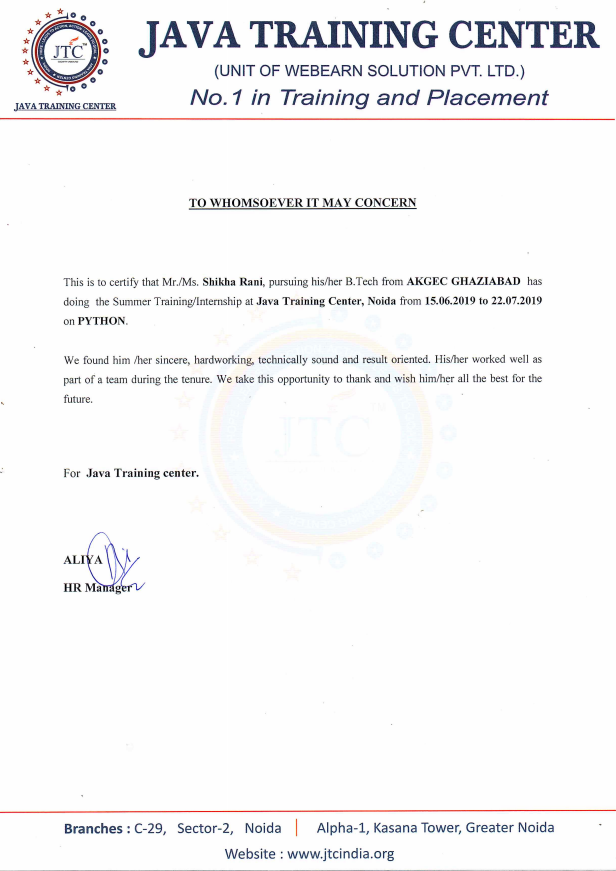 JAVA TRAINING CENTER
(UNIT OF WEBEARN SOLUTION PVT. LTD.)
No.1 in Training and Placement
JTC
JAVA TRAINING CENTER
TO WHOMSOEVER IT MAY CONCERN
This is to certify that Mr./Ms. Shikha Rani, pursuing his/her B.Tech from AKGEC GHAZIABAD has
doing the Summer Training/Internship at Java Training Center, Noida from 15.06.2019 to 22.07.2019
on PYTHON.
We found him /her sincere, hardworking, technically sound and result oriented. His/her worked well as
part of a team during the tenure. We take this opportunity to thank and wish him/her all the best for the
future.
JTC
For Java Training center.
ALIYA
HR Manager
Branches : C-29, Sector-2, Noida | Alpha-1, Kasana Tower, Greater Noida
Website : www.jtcindia.org